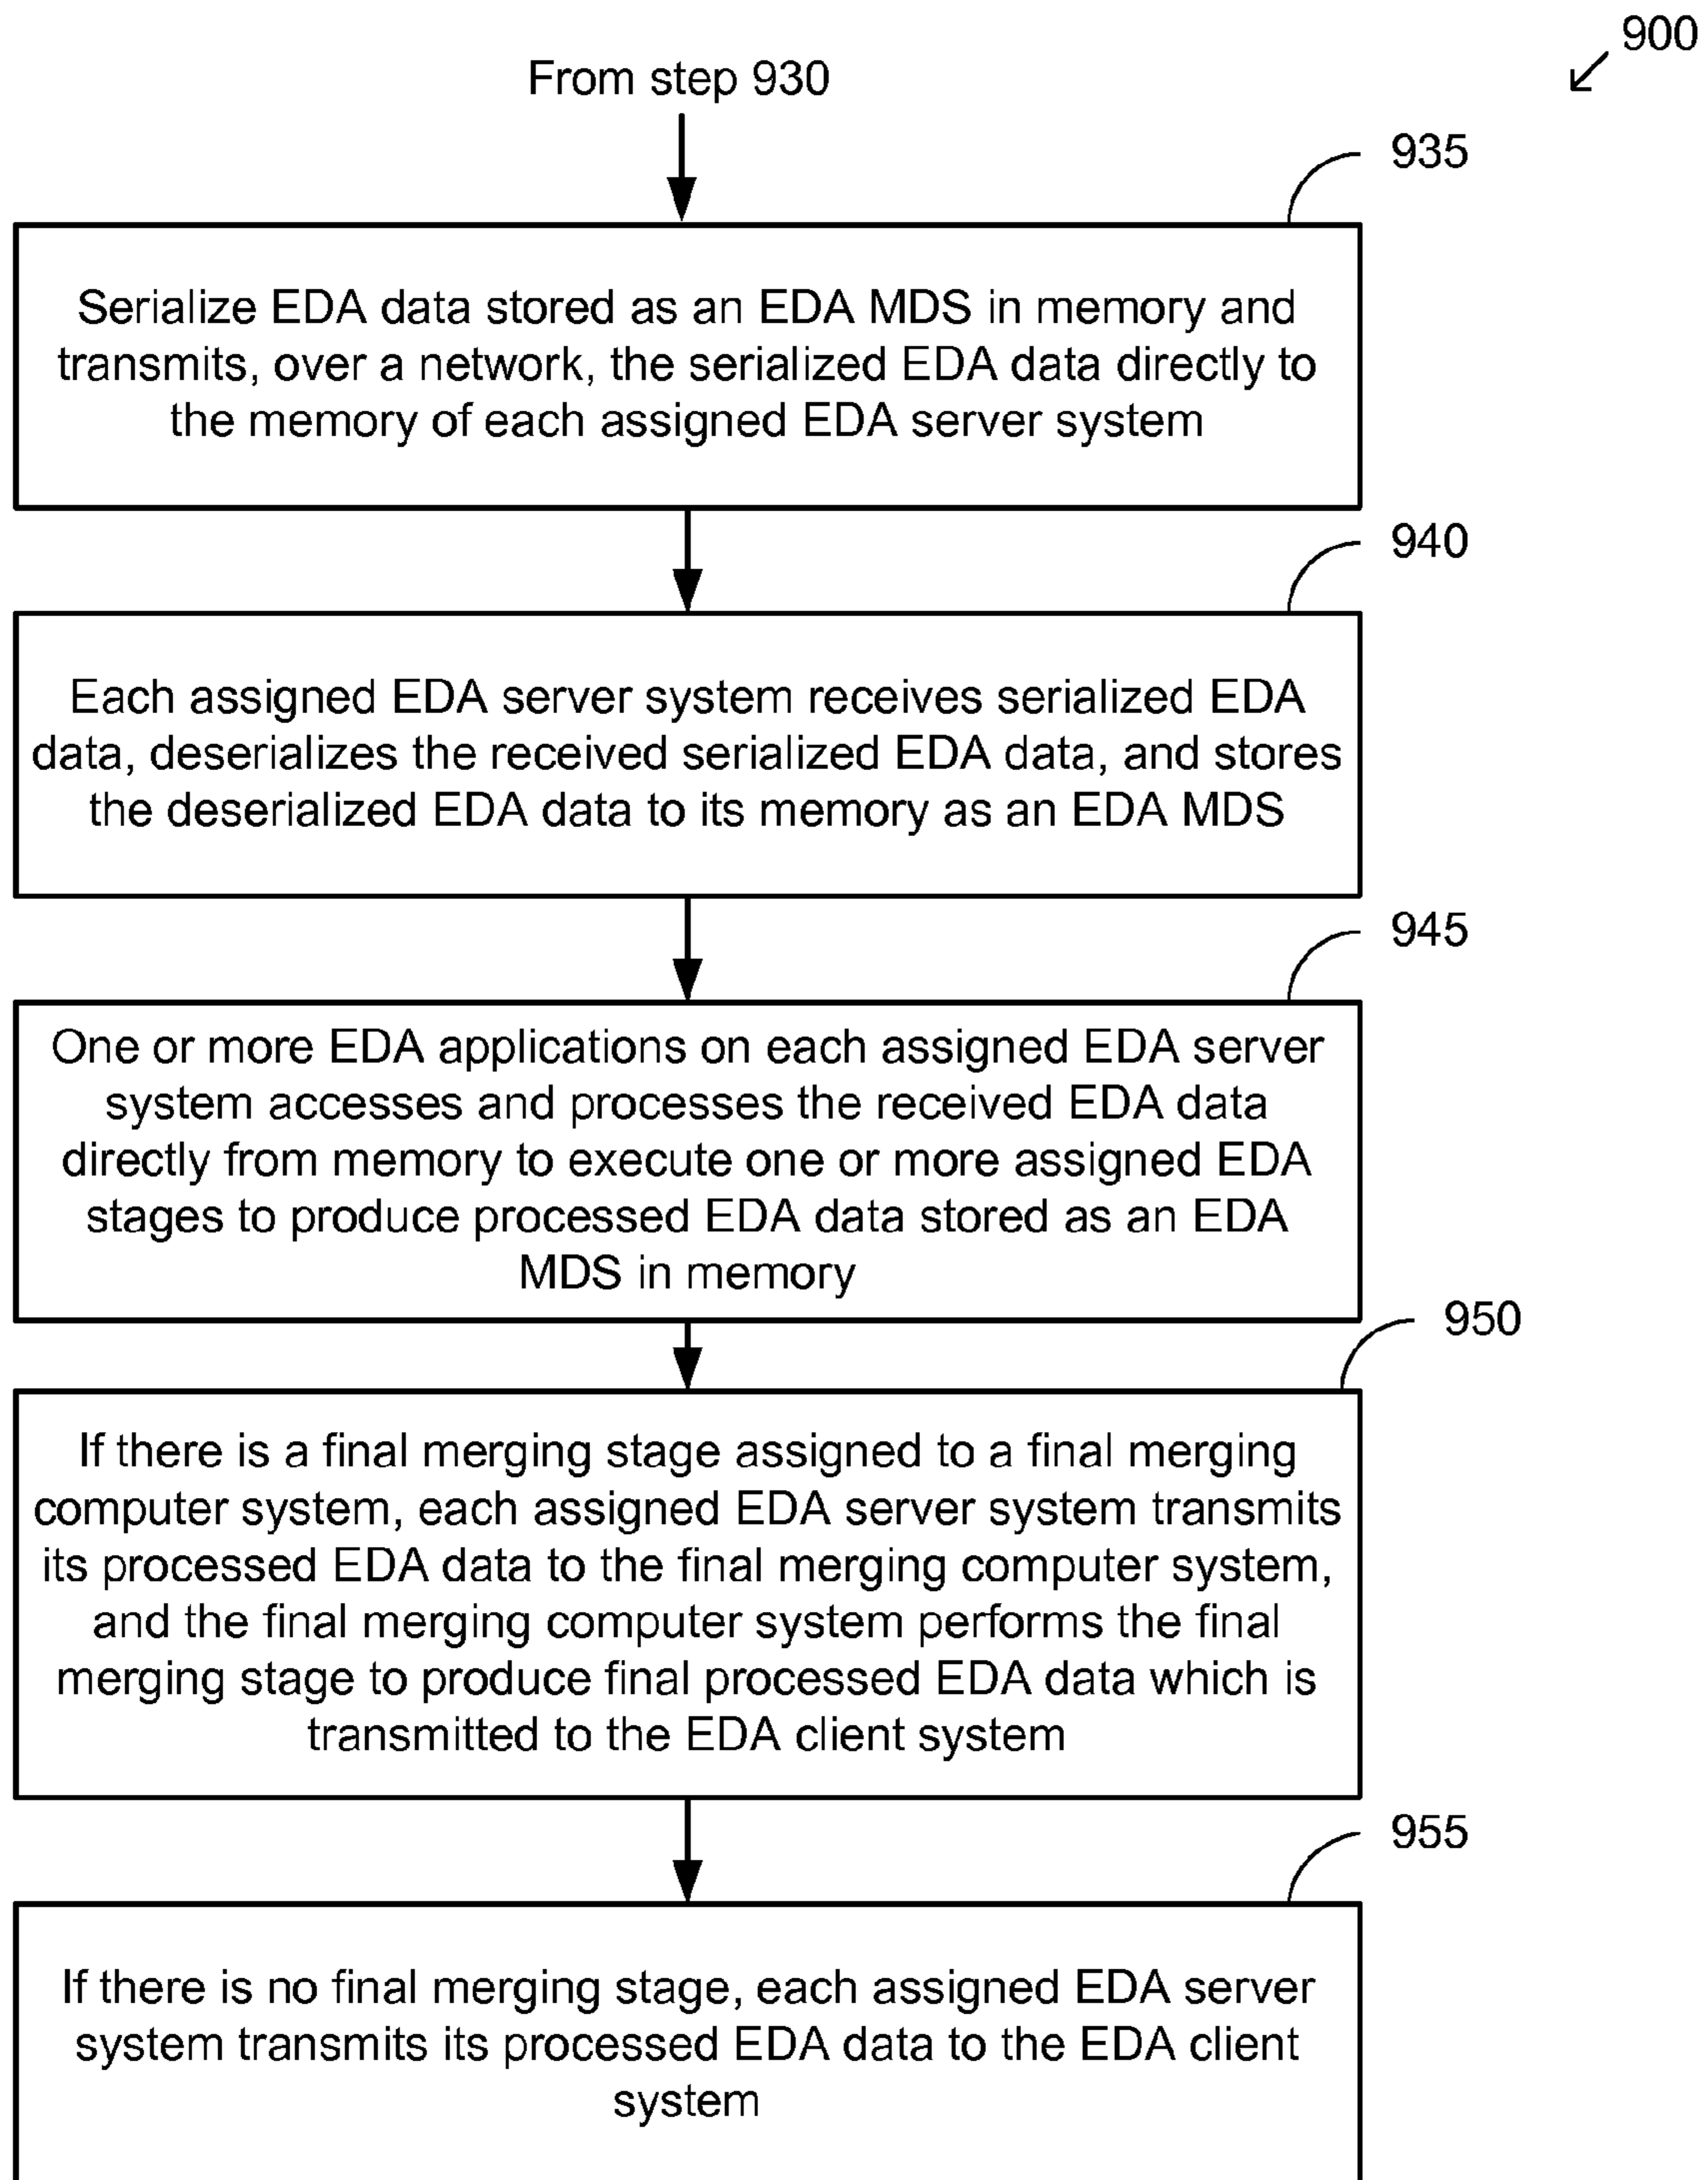 900
From step 930
935
Serialize EDA data stored as an EDA MDS in memory and
transmits, over a network, the serialized EDA data directly to
the memory of each assigned EDA server system
940
Each assigned EDA server system receives serialized EDA
data, deserializes the received serialized EDA data, and stores
the deserialized EDA data to its memory as an EDA MDS
945
One or more EDA applications on each assigned EDA server
system accesses and processes the received EDA data
directly from memory to execute one or more assigned EDA
stages to produce processed EDA data stored as an EDA
MDS in memory
950
If there is a final merging stage assigned to a final merging
computer system, each assigned EDA server system transmits
its processed EDA data to the final merging computer system,
and the final merging computer system performs the final
merging stage to produce final processed EDA data which is
transmitted to the EDA client system
955
If there is no final merging stage, each assigned EDA server
system transmits its processed EDA data to the EDA client
system